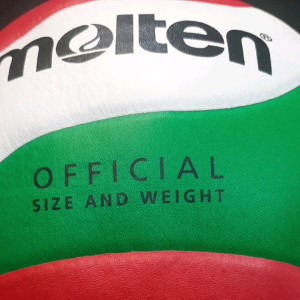 molten®
OFFICIAL
SIZE AND WEIGHT